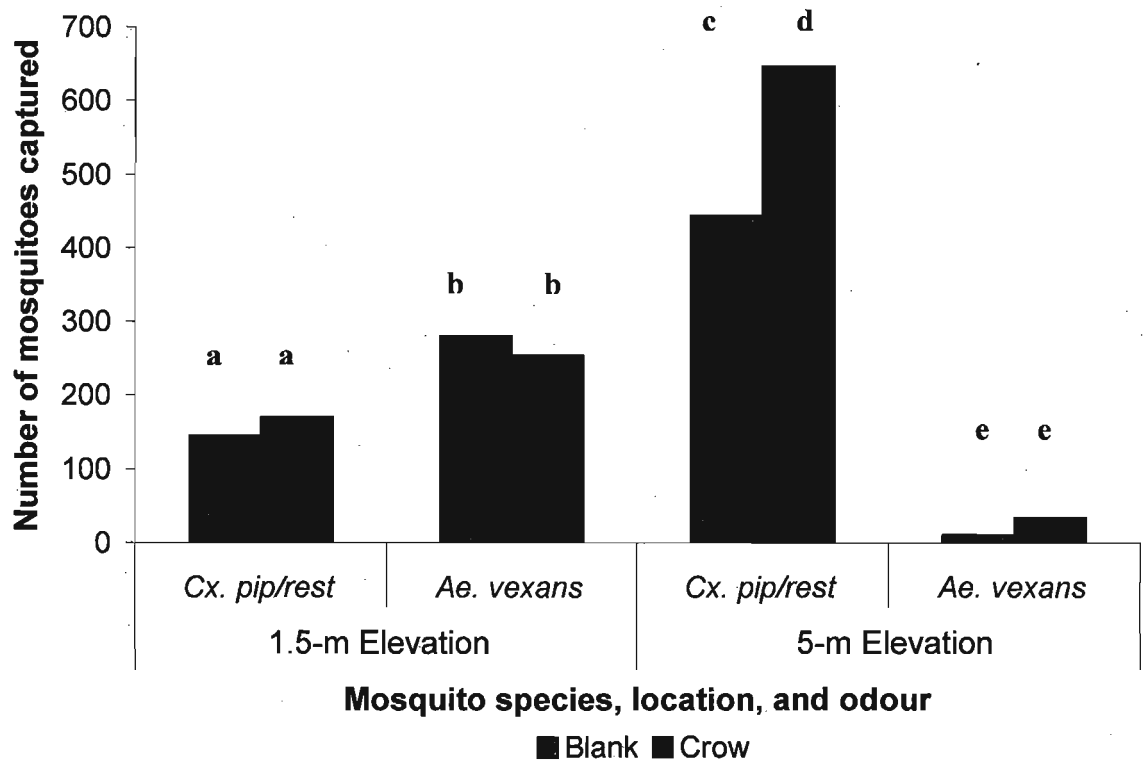 Number of mosquitoes captured
700
600
500
400
300
200
100
0
a a
b b
c d
e e
Cx. pip/rest Ae. vexans Cx. pip/rest Ae. vexans
1.5-m Elevation 5-m Elevation
Mosquito species, location, and odour
Blank Crow